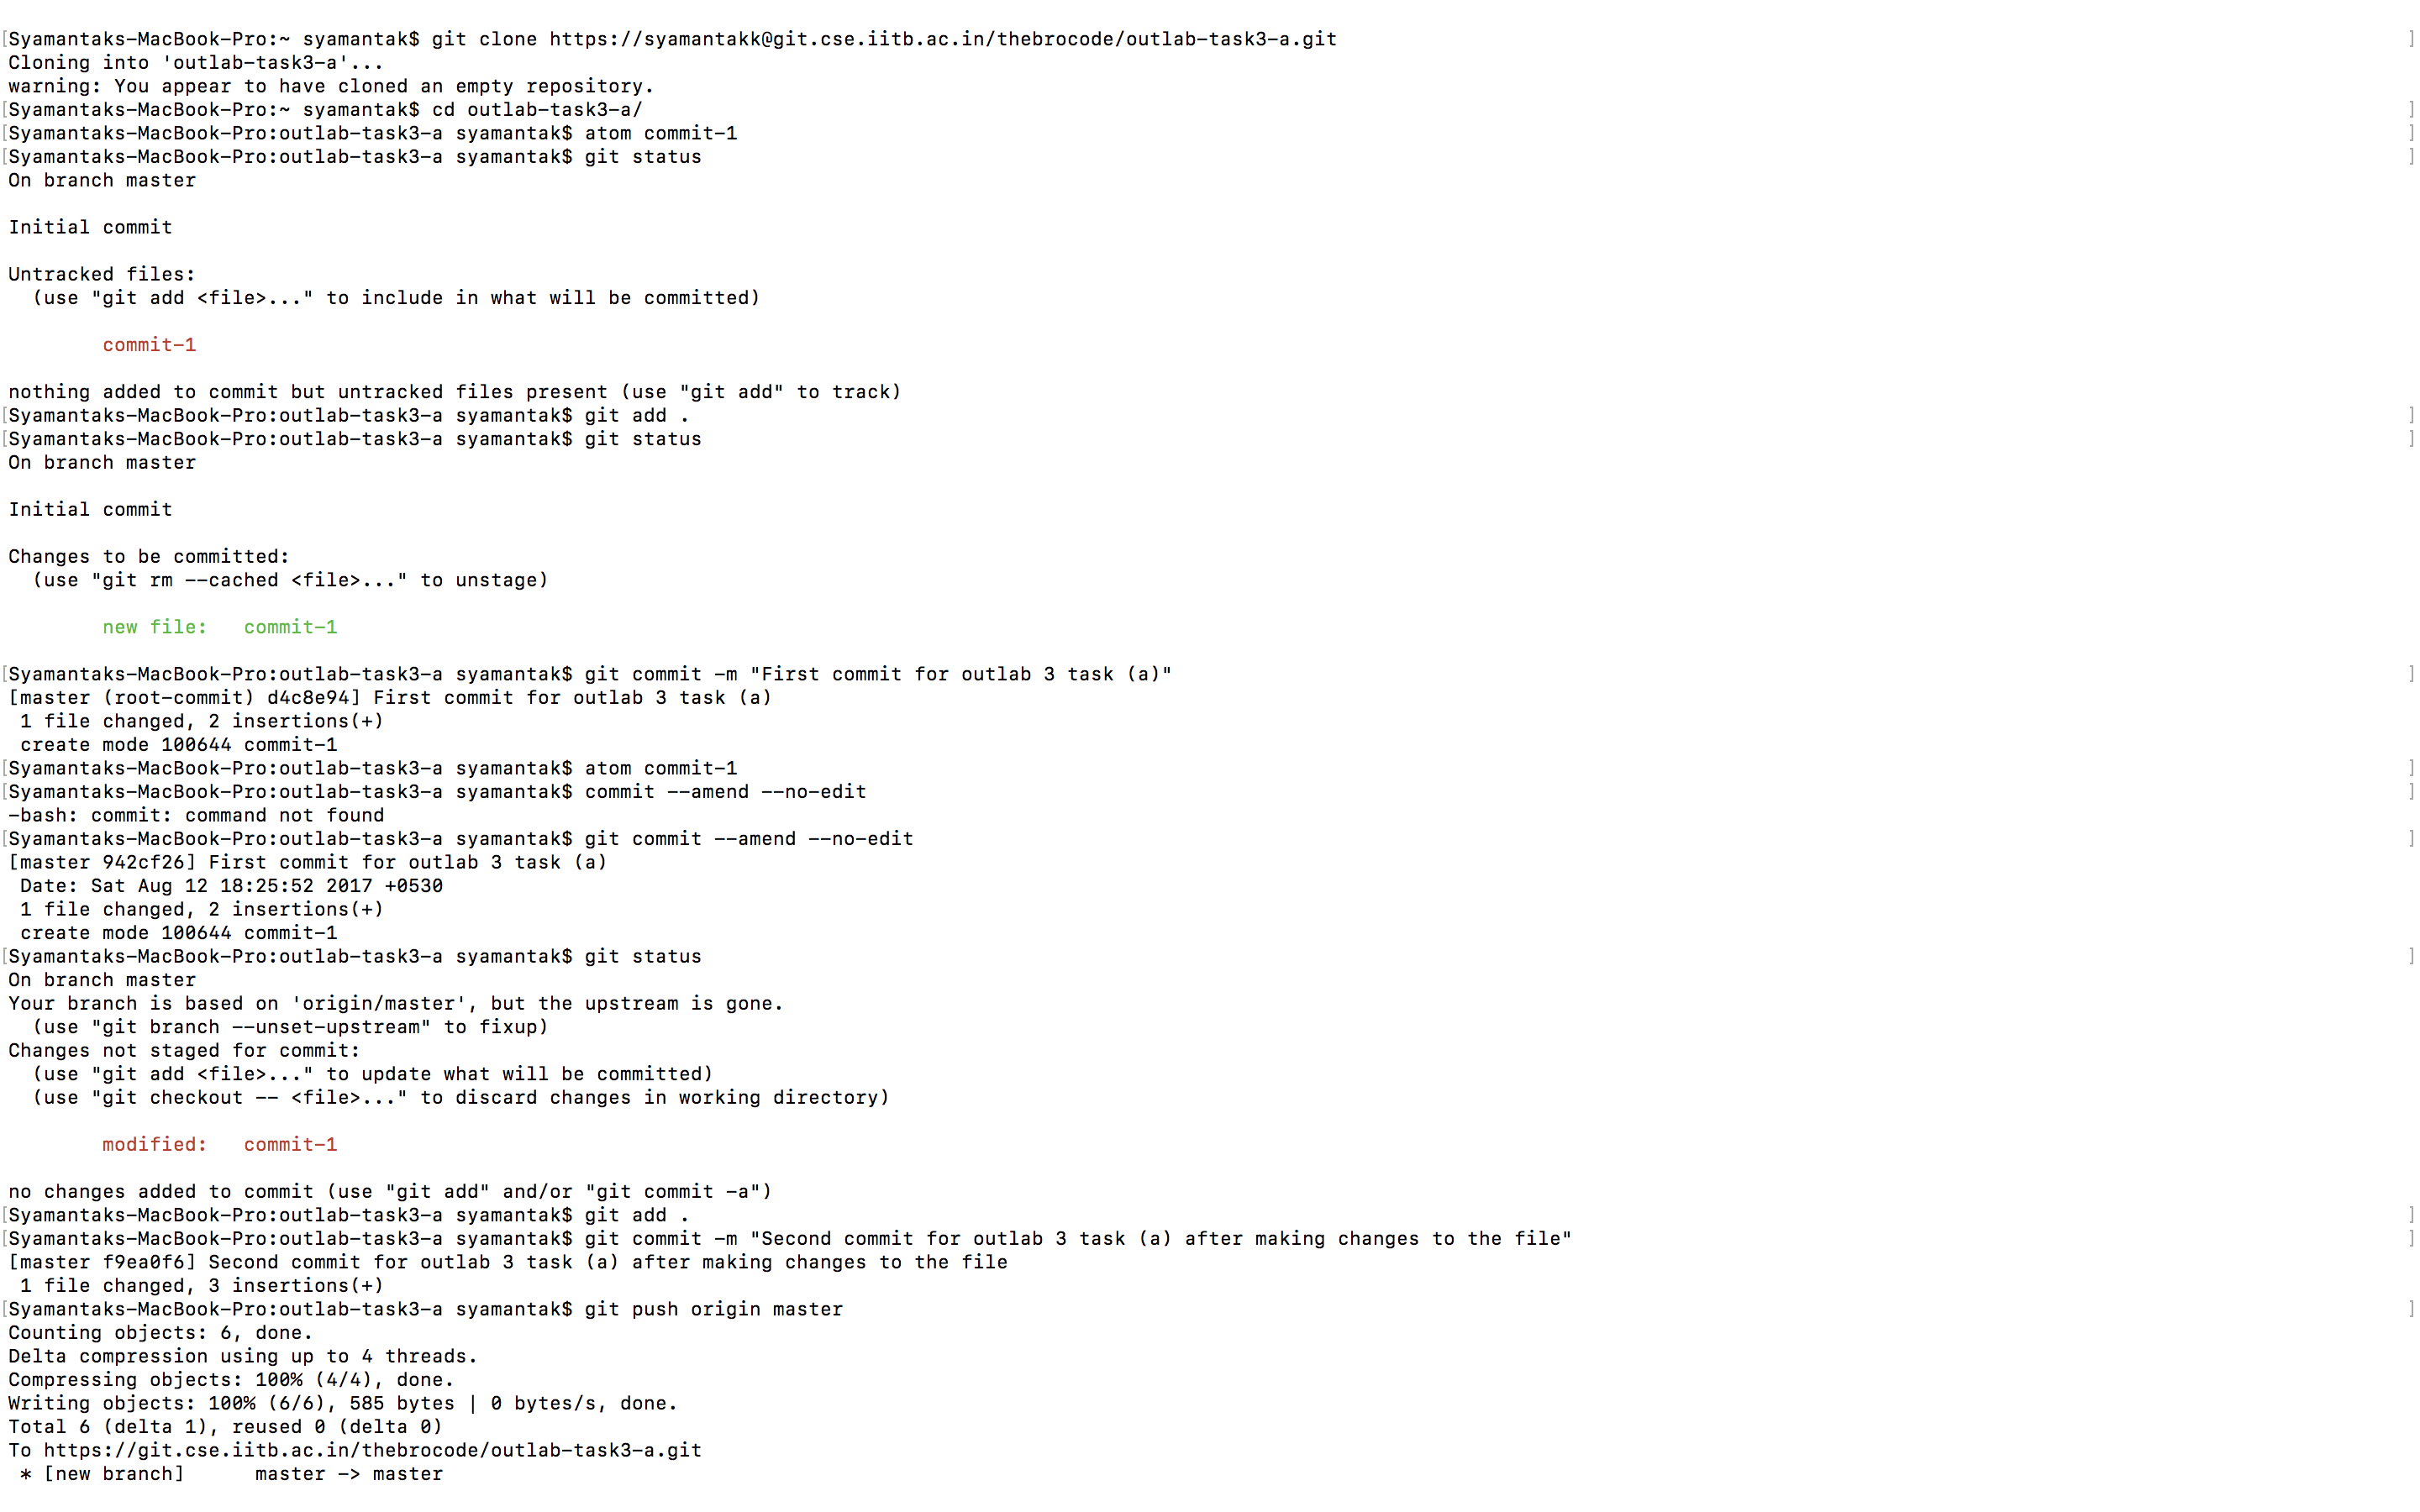 [Syamantaks-MacBook-Pro:~ syamantak$ git clone https://syamantakk@git.cse.iitb.ac.in/thebrocode/outlab-task3-a.git ]
Cloning into 'outlab-task3-a'...
warning: You appear to have cloned an empty repository.
[Syamantaks-MacBook-Pro:~ syamantak$ cd outlab-task3-a/ ]
[Syamantaks-MacBook-Pro:outlab-task3-a syamantak$ atom commit-1 ]
[Syamantaks-MacBook-Pro:outlab-task3-a syamantak$ git status ]
On branch master

Initial commit

Untracked files:
  (use "git add <file>..." to include in what will be committed)

        commit-1

nothing added to commit but untracked files present (use "git add" to track)
[Syamantaks-MacBook-Pro:outlab-task3-a syamantak$ git add . ]
[Syamantaks-MacBook-Pro:outlab-task3-a syamantak$ git status ]
On branch master

Initial commit

Changes to be committed:
  (use "git rm --cached <file>..." to unstage)

        new file:   commit-1

[Syamantaks-MacBook-Pro:outlab-task3-a syamantak$ git commit -m "First commit for outlab 3 task (a)" ]
[master (root-commit) d4c8e94] First commit for outlab 3 task (a)
 1 file changed, 2 insertions(+)
 create mode 100644 commit-1
[Syamantaks-MacBook-Pro:outlab-task3-a syamantak$ atom commit-1 ]
[Syamantaks-MacBook-Pro:outlab-task3-a syamantak$ commit --amend --no-edit ]
-bash: commit: command not found
[Syamantaks-MacBook-Pro:outlab-task3-a syamantak$ git commit --amend --no-edit ]
[master 942cf26] First commit for outlab 3 task (a)
 Date: Sat Aug 12 18:25:52 2017 +0530
 1 file changed, 2 insertions(+)
 create mode 100644 commit-1
[Syamantaks-MacBook-Pro:outlab-task3-a syamantak$ git status ]
On branch master
Your branch is based on 'origin/master', but the upstream is gone.
  (use "git branch --unset-upstream" to fixup)
Changes not staged for commit:
  (use "git add <file>..." to update what will be committed)
  (use "git checkout -- <file>..." to discard changes in working directory)

        modified:   commit-1

no changes added to commit (use "git add" and/or "git commit -a")
[Syamantaks-MacBook-Pro:outlab-task3-a syamantak$ git add . ]
[Syamantaks-MacBook-Pro:outlab-task3-a syamantak$ git commit -m "Second commit for outlab 3 task (a) after making changes to the file" ]
[master f9ea0f6] Second commit for outlab 3 task (a) after making changes to the file
 1 file changed, 3 insertions(+)
[Syamantaks-MacBook-Pro:outlab-task3-a syamantak$ git push origin master ]
Counting objects: 6, done.
Delta compression using up to 4 threads.
Compressing objects: 100% (4/4), done.
Writing objects: 100% (6/6), 585 bytes | 0 bytes/s, done.
Total 6 (delta 1), reused 0 (delta 0)
To https://git.cse.iitb.ac.in/thebrocode/outlab-task3-a.git
 * [new branch]      master -> master